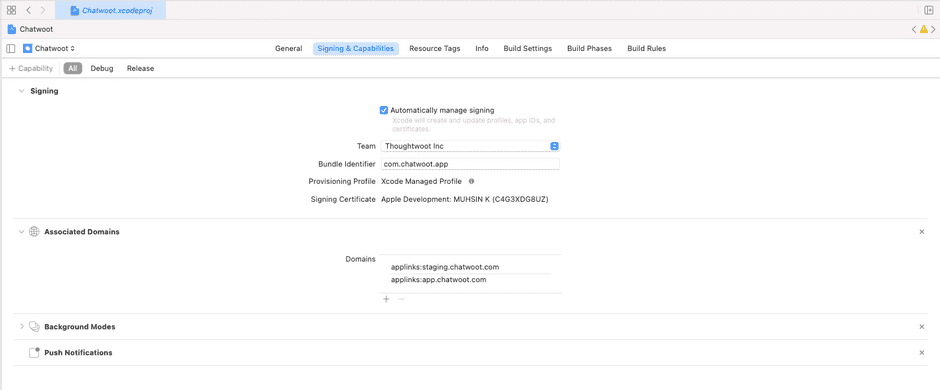 Chatwoot.xcodeproj
Chatwoot
Chatwoot General Signing & Capabilities Resource Tags Info Build Settings Build Phases Build Rules
+ Capability All Debug Release
Signing
Automatically manage signing
Xcode will create and update profiles, app IDs, and
certificates.
Team Thoughtwoot Inc
Bundle Identifier com.chatwoot.app
Provisioning Profile Xcode Managed Profile
Signing Certificate Apple Development: MUHSIN K (C4G3XDG8UZ)
Associated Domains
Domains
applinks:staging.chatwoot.com
applinks:app.chatwoot.com
Background Modes
Push Notifications